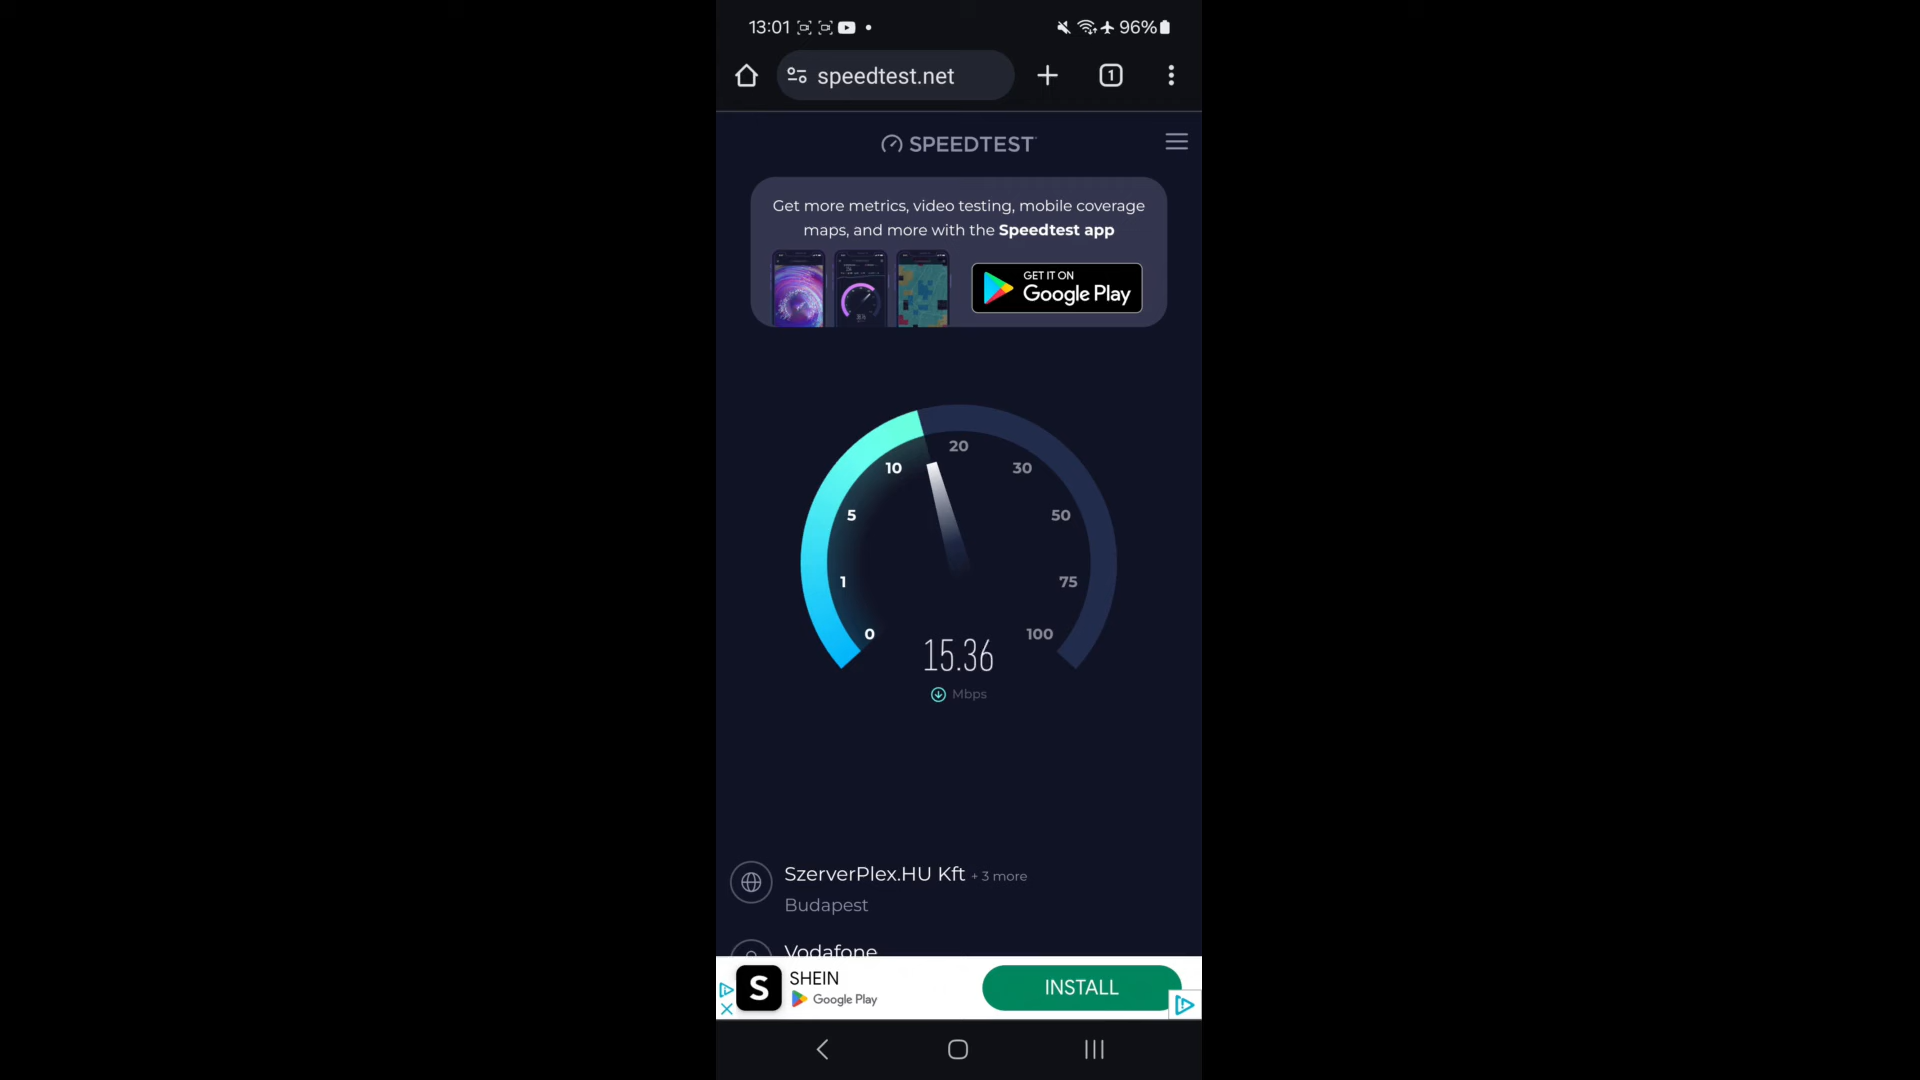 13:01 96%
speedtest.net 1
SPEEDTEST
Get more metrics, video testing, mobile coverage
maps, and more with the Speedtest app
GET IT ON
Google Play
20
10 30
5 50
1 75
0 100
15.36
Mbps
SzerverPlex.HU Kft + 3 more
Budapest
Vodafone
S SHEIN
Google Play
INSTALL